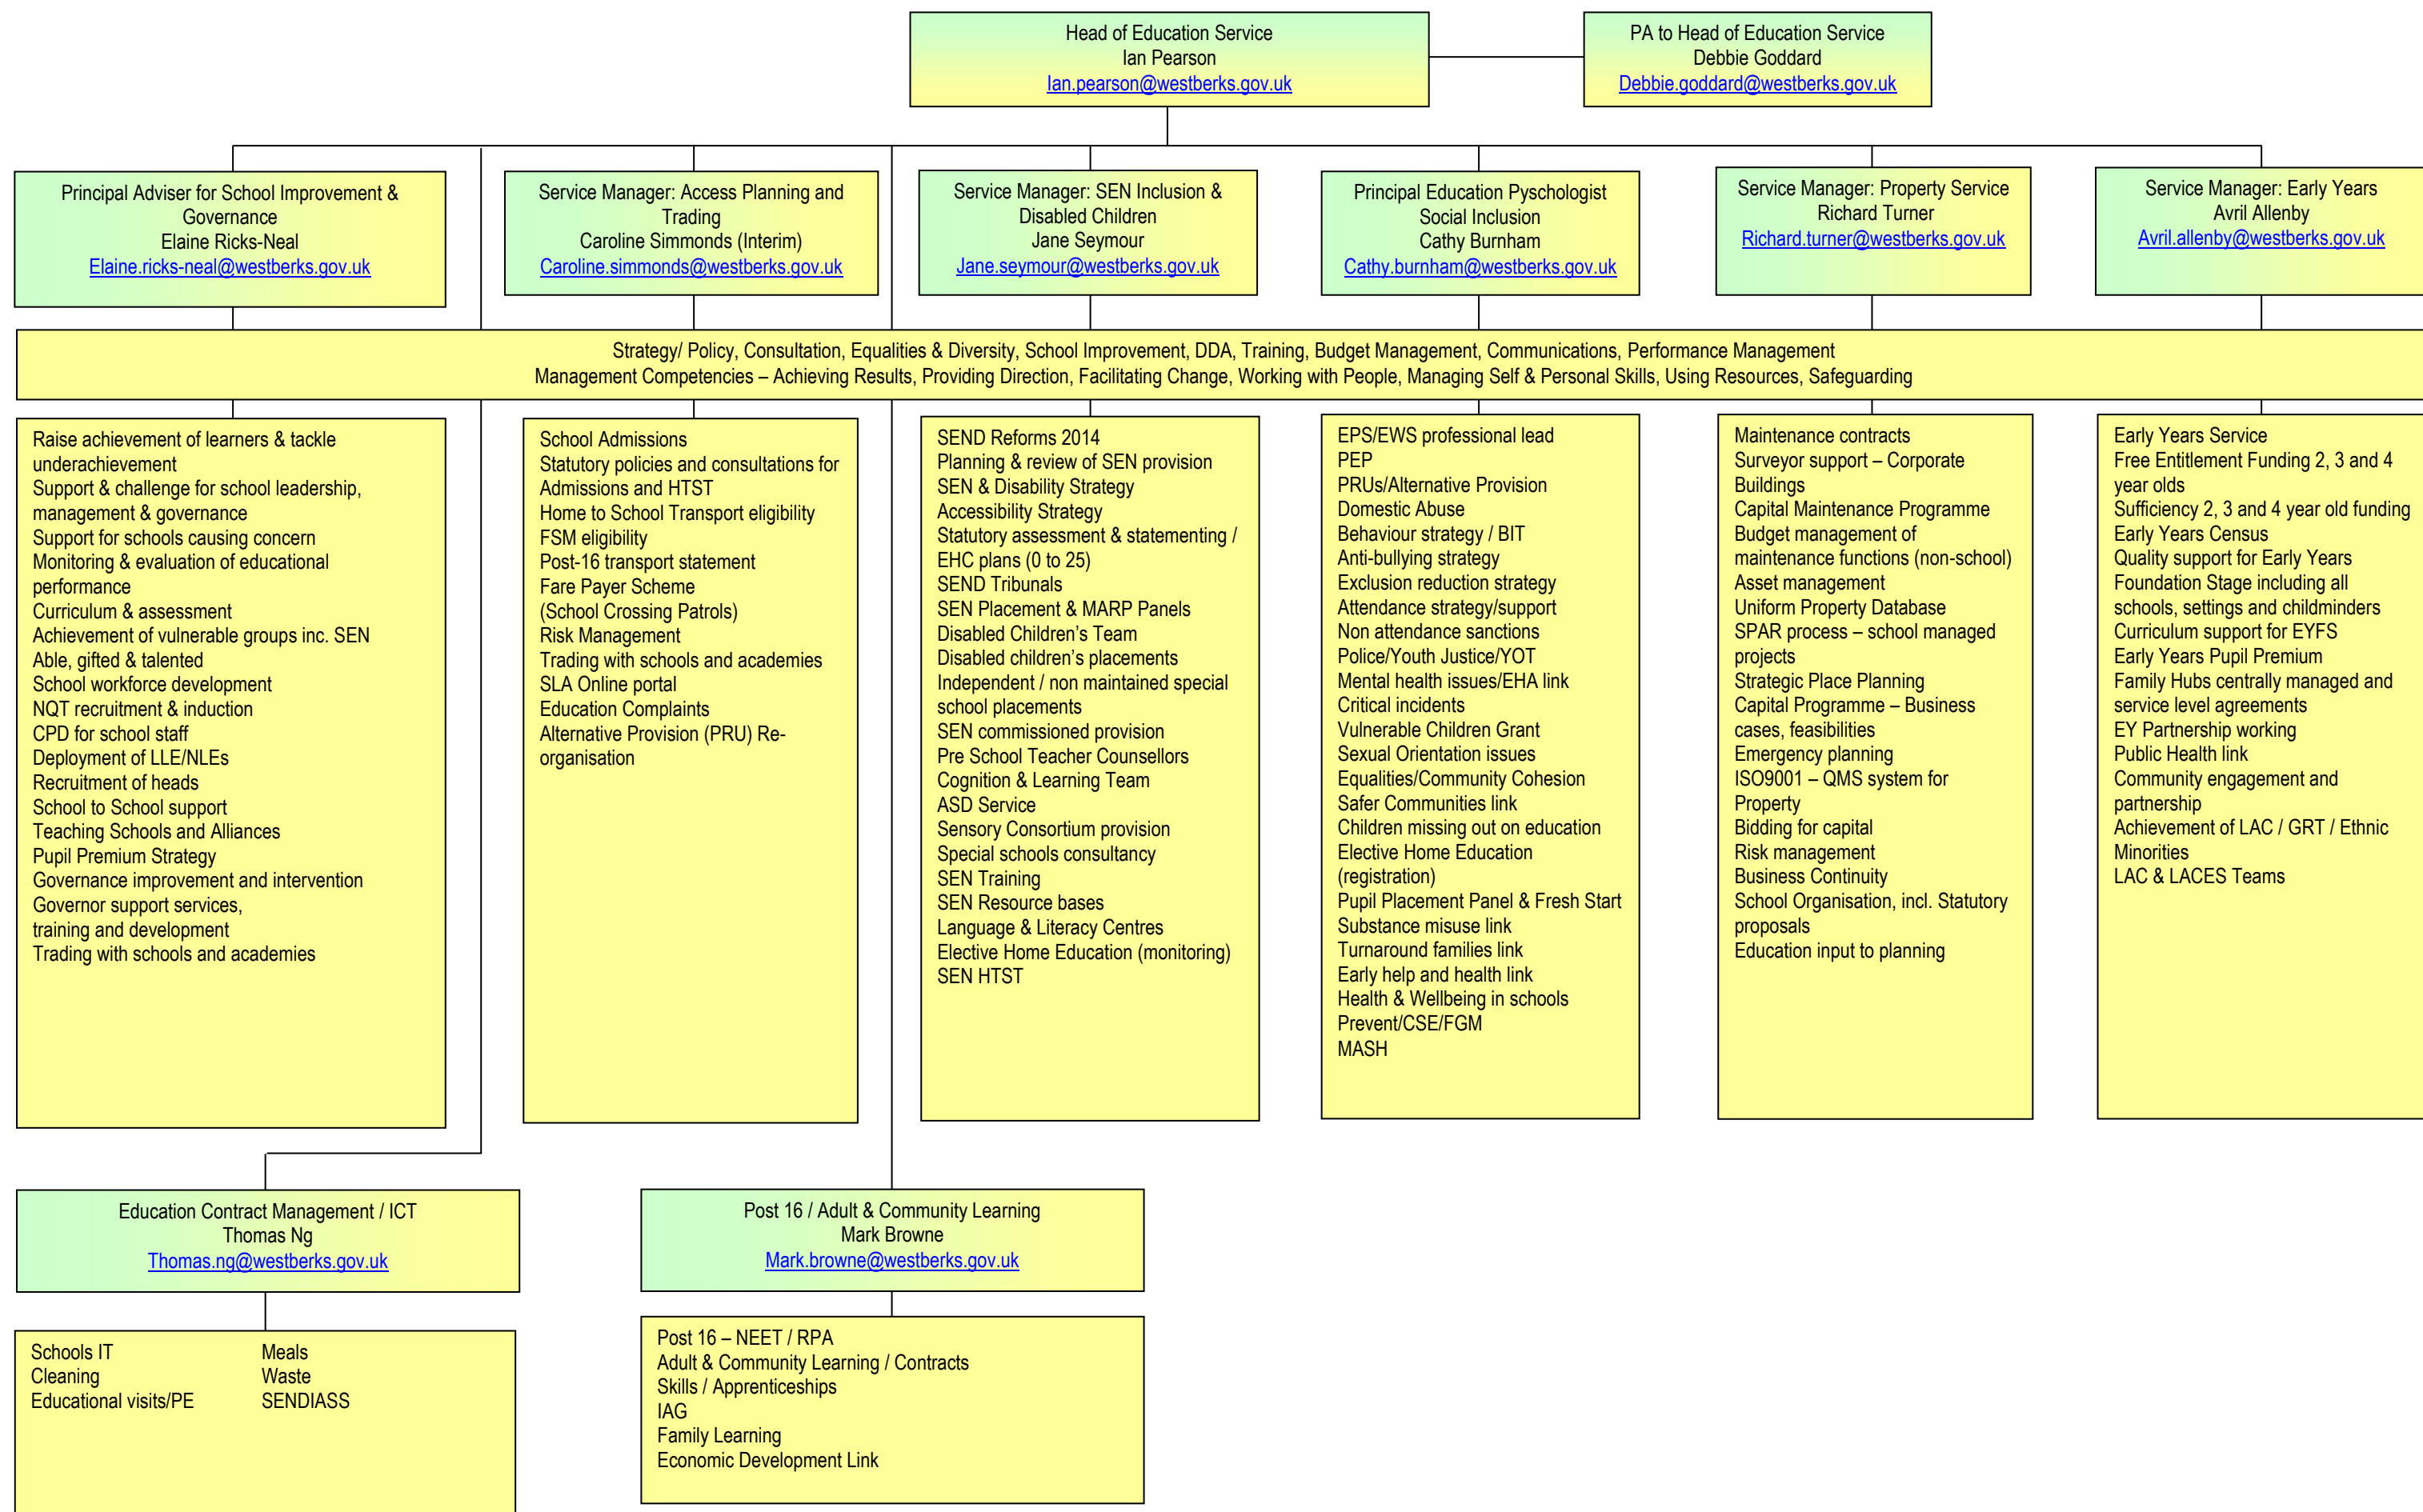 Head of Education Service
Ian Pearson
Ian.pearson@westberks.gov.uk
PA to Head of Education Service
Debbie Goddard
Debbie.goddard@westberks.gov.uk
Principal Adviser for School Improvement &
Governance
Elaine Ricks-Neal
Elaine.ricks-neal@westberks.gov.uk
Service Manager: Access Planning and
Trading
Caroline Simmonds (Interim)
Caroline.simmonds@westberks.gov.uk
Service Manager: SEN Inclusion &
Disabled Children
Jane Seymour
Jane.seymour@westberks.gov.uk
Principal Education Pyschologist
Social Inclusion
Cathy Burnham
Cathy.burnham@westberks.gov.uk
Service Manager: Property Service
Richard Turner
Richard.turner@westberks.gov.uk
Service Manager: Early Years
Avril Allenby
Avril.allenby@westberks.gov.uk
Strategy/ Policy, Consultation, Equalities & Diversity, School Improvement, DDA, Training, Budget Management, Communications, Performance Management
Management Competencies – Achieving Results, Providing Direction, Facilitating Change, Working with People, Managing Self & Personal Skills, Using Resources, Safeguarding
Raise achievement of learners & tackle
underachievement
Support & challenge for school leadership,
management & governance
Support for schools causing concern
Monitoring & evaluation of educational
performance
Curriculum & assessment
Achievement of vulnerable groups inc. SEN
Able, gifted & talented
School workforce development
NQT recruitment & induction
CPD for school staff
Deployment of LLE/NLEs
Recruitment of heads
School to School support
Teaching Schools and Alliances
Pupil Premium Strategy
Governance improvement and intervention
Governor support services,
training and development
Trading with schools and academies
School Admissions
Statutory policies and consultations for
Admissions and HTST
Home to School Transport eligibility
FSM eligibility
Post-16 transport statement
Fare Payer Scheme
(School Crossing Patrols)
Risk Management
Trading with schools and academies
SLA Online portal
Education Complaints
Alternative Provision (PRU) Re-
organisation
SEND Reforms 2014
Planning & review of SEN provision
SEN & Disability Strategy
Accessibility Strategy
Statutory assessment & statementing /
EHC plans (0 to 25)
SEND Tribunals
SEN Placement & MARP Panels
Disabled Children's Team
Disabled children's placements
Independent / non maintained special
school placements
SEN commissioned provision
Pre School Teacher Counsellors
Cognition & Learning Team
ASD Service
Sensory Consortium provision
Special schools consultancy
SEN Training
SEN Resource bases
Language & Literacy Centres
Elective Home Education (monitoring)
SEN HTST
EPS/EWS professional lead
PEP
PRUs/Alternative Provision
Domestic Abuse
Behaviour strategy / BIT
Anti-bullying strategy
Exclusion reduction strategy
Attendance strategy/support
Non attendance sanctions
Police/Youth Justice/YOT
Mental health issues/EHA link
Critical incidents
Vulnerable Children Grant
Sexual Orientation issues
Equalities/Community Cohesion
Safer Communities link
Children missing out on education
Elective Home Education
(registration)
Pupil Placement Panel & Fresh Start
Substance misuse link
Turnaround families link
Early help and health link
Health & Wellbeing in schools
Prevent/CSE/FGM
MASH
Maintenance contracts
Surveyor support – Corporate
Buildings
Capital Maintenance Programme
Budget management of
maintenance functions (non-school)
Asset management
Uniform Property Database
SPAR process – school managed
projects
Strategic Place Planning
Capital Programme – Business
cases, feasibilities
Emergency planning
ISO9001 – QMS system for
Property
Bidding for capital
Risk management
Business Continuity
School Organisation, incl. Statutory
proposals
Education input to planning
Early Years Service
Free Entitlement Funding 2, 3 and 4
year olds
Sufficiency 2, 3 and 4 year old funding
Early Years Census
Quality support for Early Years
Foundation Stage including all
schools, settings and childminders
Curriculum support for EYFS
Early Years Pupil Premium
Family Hubs centrally managed and
service level agreements
EY Partnership working
Public Health link
Community engagement and
partnership
Achievement of LAC / GRT / Ethnic
Minorities
LAC & LACES Teams
Education Contract Management / ICT
Thomas Ng
Thomas.ng@westberks.gov.uk
Post 16 / Adult & Community Learning
Mark Browne
Mark.browne@westberks.gov.uk
Schools IT Meals
Cleaning Waste
Educational visits/PE SENDIASS
Post 16 – NEET / RPA
Adult & Community Learning / Contracts
Skills / Apprenticeships
IAG
Family Learning
Economic Development Link